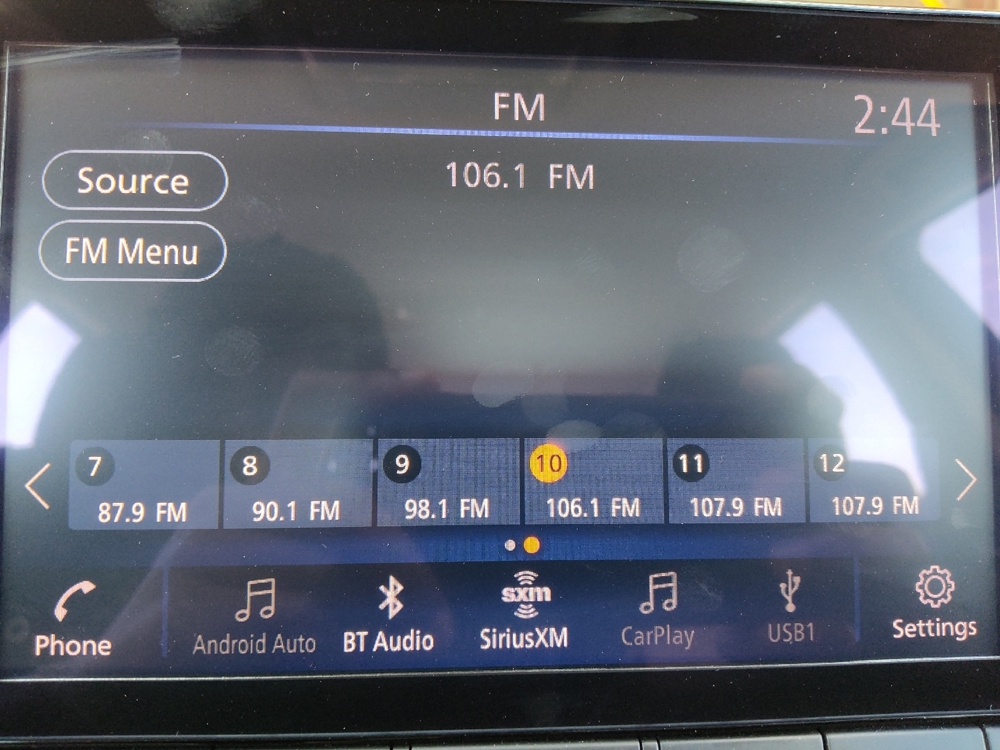 FM
2:44
Source
106.1 FM
FM Menu
7 8 9 10 11 12
87.9 FM 90.1 FM 98.1 FM 106.1 FM 107.9 FM 107.9 FM
sxm
Phone Android Auto BT Audio SiriusXM CarPlay USB1 Settings